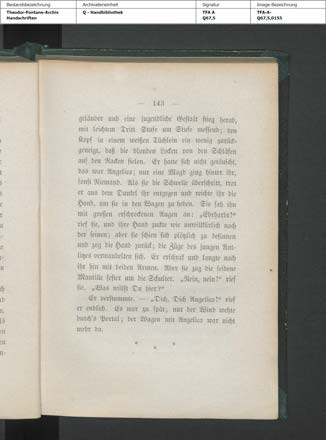 Bestandsbezeichnung Archivalieneinheit Signatur Image-Bezeichnung
Theodor-Fontane-Archiv Q - Handbibliothek TFA A TFA-A-
Handschriften Q67,5 Q67,5,0155
— 143 —
geländer und eine jugendliche Gestalt stieg herab,
mit leichtem Tritt Stufe um Stufe messend; den
Kopf in einem weißen Tüchlein ein wenig zurück-
geneigt, daß die blonden Locken von den Schläfen
auf den Nacken fielen. Er hatte sich nicht getäuscht,
das war Angelica; nur eine Magd ging hinter ihr,
sonst Niemand. Als sie die Schwelle überschritt, trat
er aus dem Dunkel ihr entgegen und reichte ihr die
Hand, um sie in den Wagen zu heben. Sie sah ihn
mit großen erschrockenen Augen an: „Ehrhardt?“
rief sie, und ihre Hand zuckte wie unwillkürlich nach
der seinen; aber sie schien sich plötzlich zu besinnen
und zog die Hand zurück; die Züge des jungen Ant-
litzes verwandelten sich. Er erschrak und langte nach
ihr hin mit beiden Armen. Aber sie zog die seidene
Mantille fester um die Schulter. „Nein, nein!“ rief
sie. „Was willst Du hier?“
Er verstummte. — „Dich, Dich Angelica!“ rief
er endlich. Es war zu spät; nur der Wind wehte
durch's Portal; der Wagen mit Angelica war nicht
mehr da.
* * *